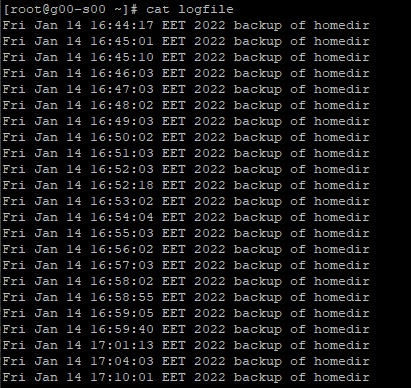 [root@g00-s00 ~]# cat logfile
Fri Jan 14 16:44:17 EET 2022 backup of homedir
Fri Jan 14 16:45:01 EET 2022 backup of homedir
Fri Jan 14 16:45:10 EET 2022 backup of homedir
Fri Jan 14 16:46:03 EET 2022 backup of homedir
Fri Jan 14 16:47:03 EET 2022 backup of homedir
Fri Jan 14 16:48:02 EET 2022 backup of homedir
Fri Jan 14 16:49:03 EET 2022 backup of homedir
Fri Jan 14 16:50:02 EET 2022 backup of homedir
Fri Jan 14 16:51:03 EET 2022 backup of homedir
Fri Jan 14 16:52:03 EET 2022 backup of homedir
Fri Jan 14 16:52:18 EET 2022 backup of homedir
Fri Jan 14 16:53:02 EET 2022 backup of homedir
Fri Jan 14 16:54:04 EET 2022 backup of homedir
Fri Jan 14 16:55:03 EET 2022 backup of homedir
Fri Jan 14 16:56:02 EET 2022 backup of homedir
Fri Jan 14 16:57:03 EET 2022 backup of homedir
Fri Jan 14 16:58:02 EET 2022 backup of homedir
Fri Jan 14 16:58:55 EET 2022 backup of homedir
Fri Jan 14 16:59:05 EET 2022 backup of homedir
Fri Jan 14 16:59:40 EET 2022 backup of homedir
Fri Jan 14 17:01:13 EET 2022 backup of homedir
Fri Jan 14 17:04:03 EET 2022 backup of homedir
Fri Jan 14 17:10:01 EET 2022 backup of homedir